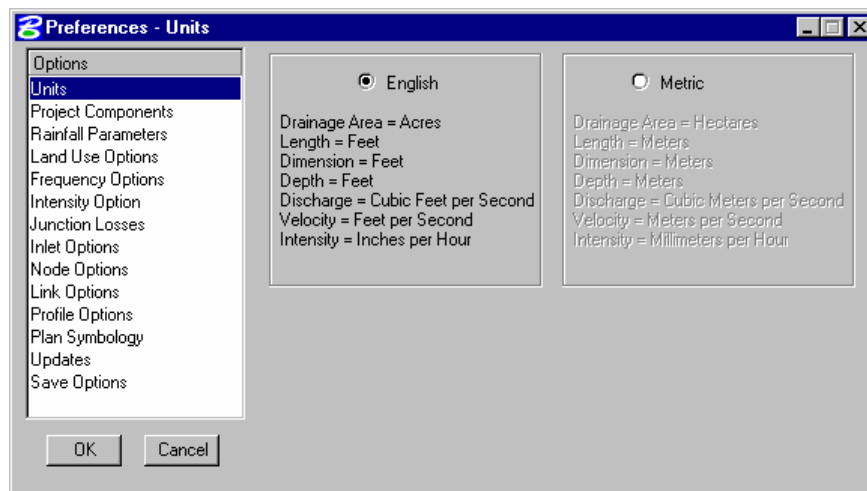 Preferences - Units
Options
Units
Project Components
Rainfall Parameters
Land Use Options
Frequency Options
Intensity Option
Junction Losses
Inlet Options
Node Options
Link Options
Profile Options
Plan Symbology
Updates
Save Options
English
Drainage Area = Acres
Length = Feet
Dimension = Feet
Depth = Feet
Discharge = Cubic Feet per Second
Velocity = Feet per Second
Intensity = Inches per Hour
Metric
Drainage Area = Hectares
Length = Meters
Dimension = Meters
Depth = Meters
Discharge = Cubic Meters per Second
Velocity = Meters per Second
Intensity = Millimeters per Hour
OK
Cancel